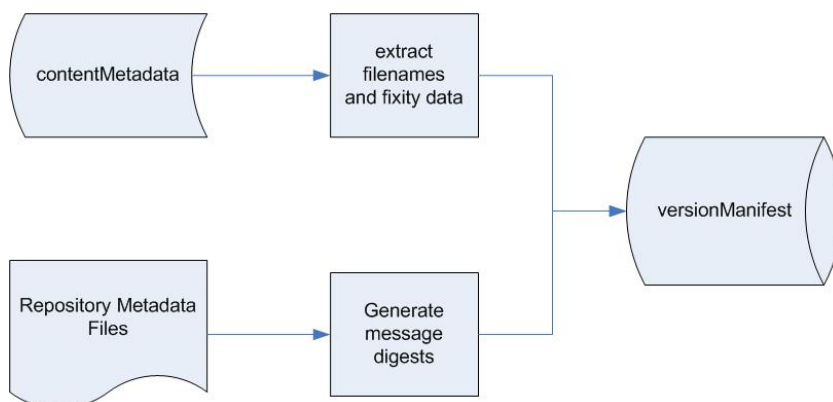 contentMetadata
extract
filenames
and fixity data
versionManifest
Repository Metadata
Files
Generate
message
digests